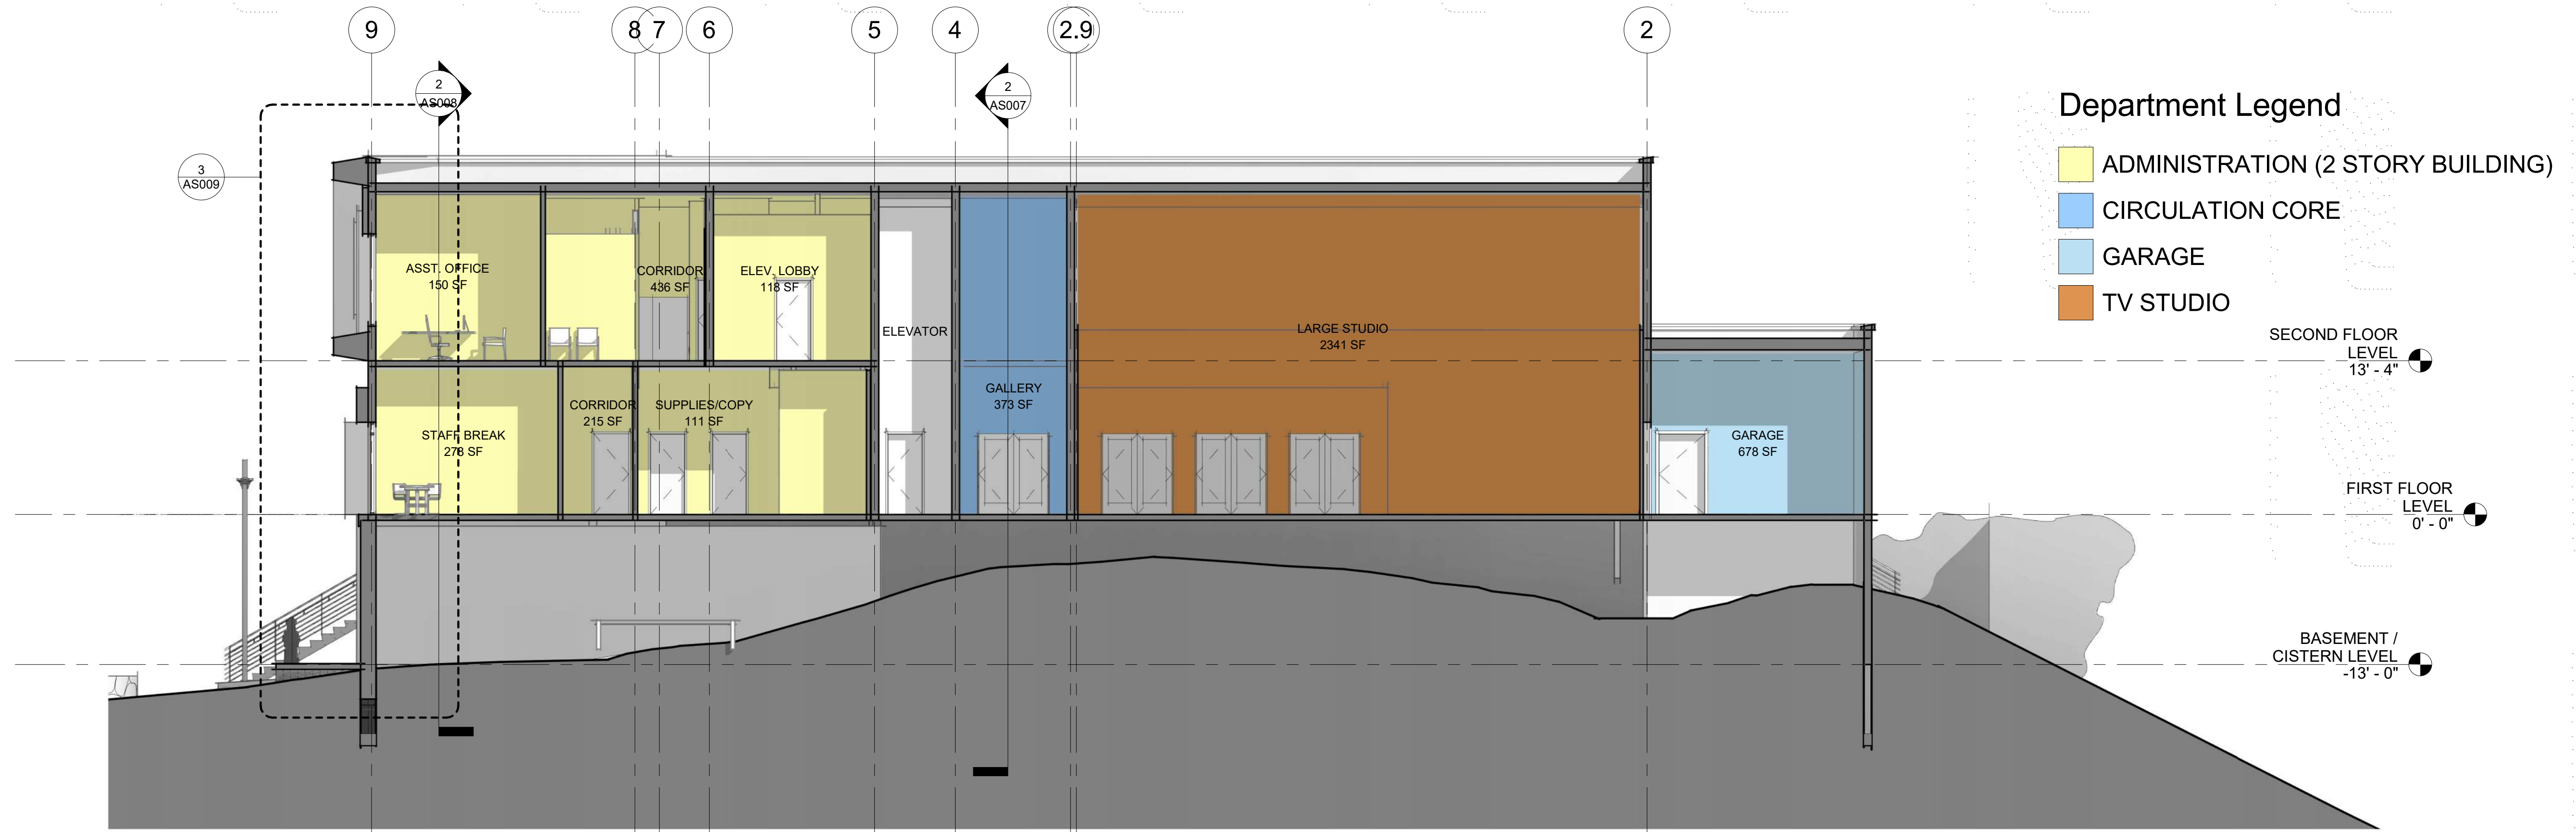 9
8
7
6
5
4
2.9
2
2
AS008
2
AS007
3
AS009
Department Legend
ADMINISTRATION (2 STORY BUILDING)
CIRCULATION CORE
GARAGE
TV STUDIO
ASST. OFFICE
150 SF
CORRIDOR
436 SF
ELEV. LOBBY
118 SF
ELEVATOR
LARGE STUDIO
2341 SF
SECOND FLOOR
LEVEL
13' - 4"
STAFF BREAK
278 SF
CORRIDOR
215 SF
SUPPLIES/COPY
111 SF
GALLERY
373 SF
GARAGE
678 SF
FIRST FLOOR
LEVEL
0' - 0"
BASEMENT /
CISTERN LEVEL
-13' - 0"